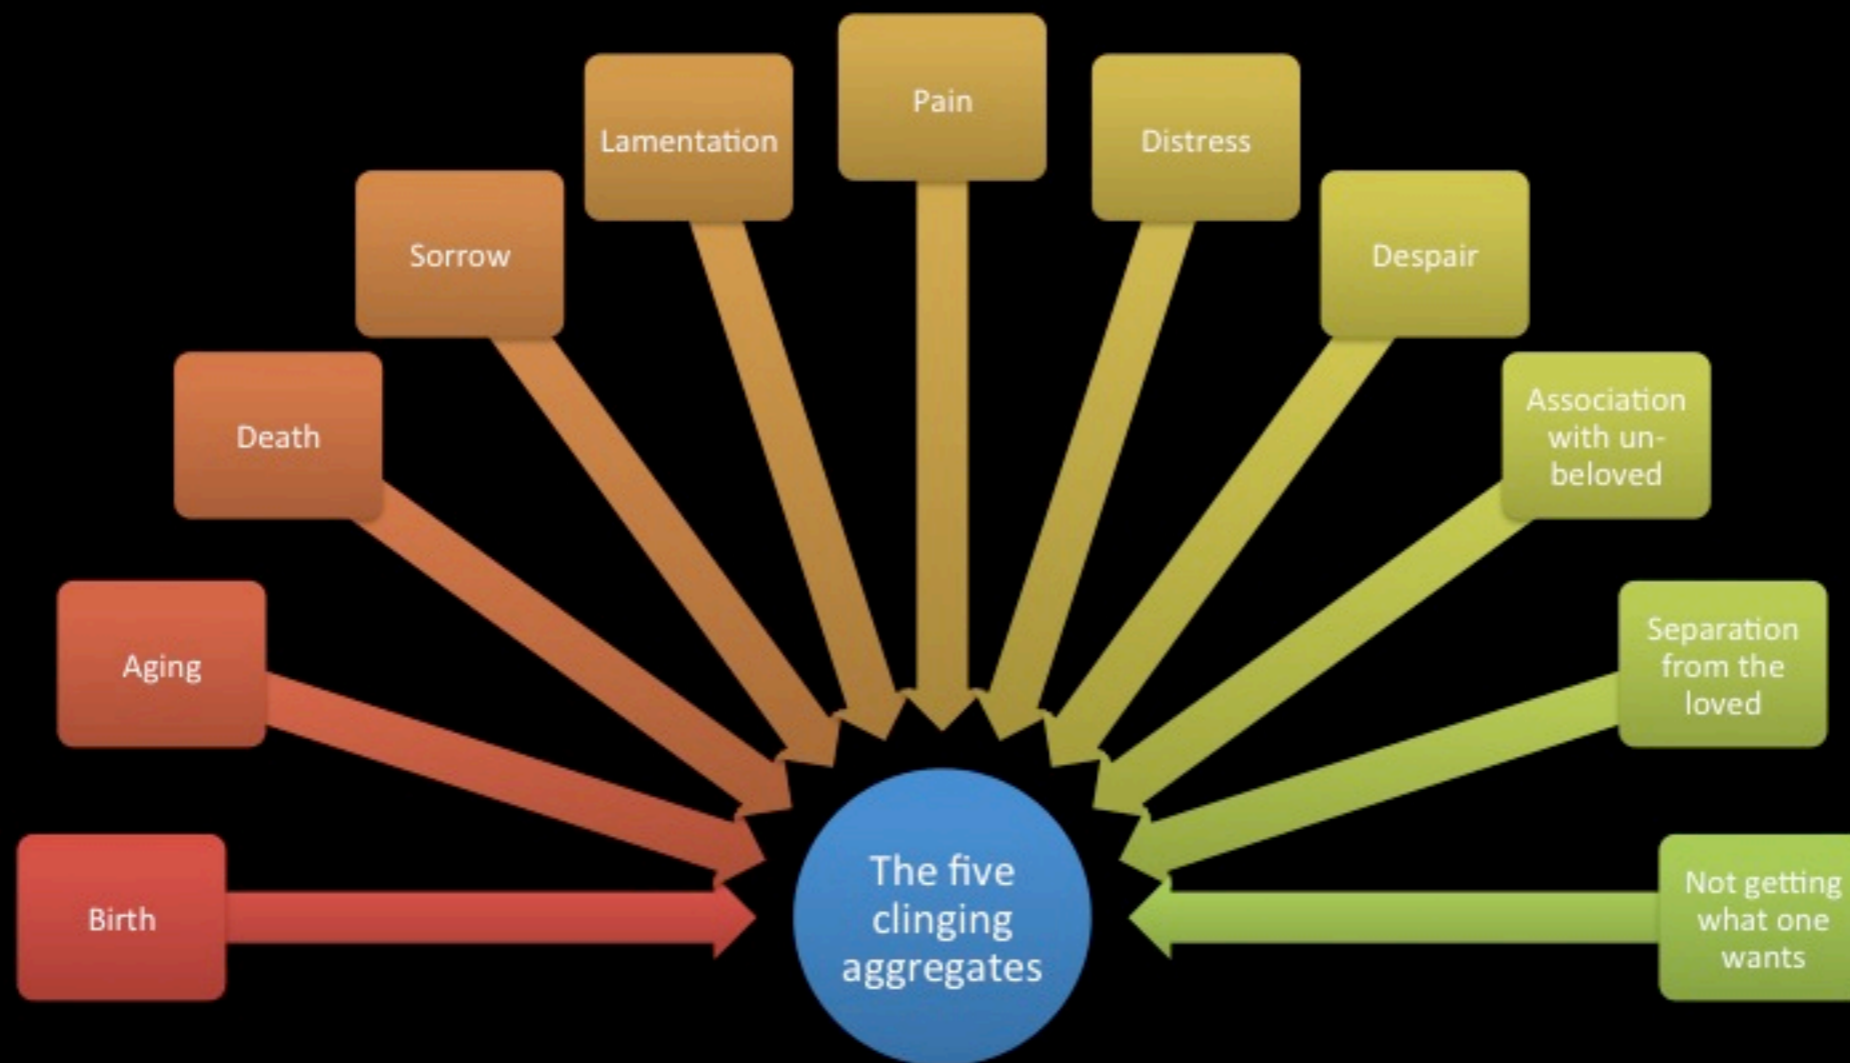 Birth
Aging
Death
Sorrow
Lamentation
Pain
Distress
Despair
Association
with un-
beloved
Separation
from the
loved
Not getting
what one
wants
The five
clinging
aggregates